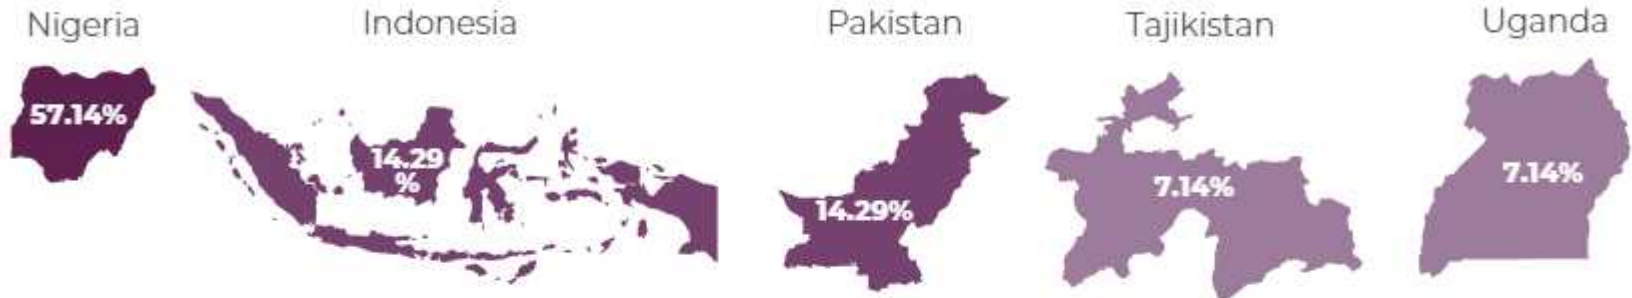 Nigeria
Indonesia
Pakistan
Tajikistan
Uganda
57.14%
14.29
%
14.29%
7.14%
7.14%